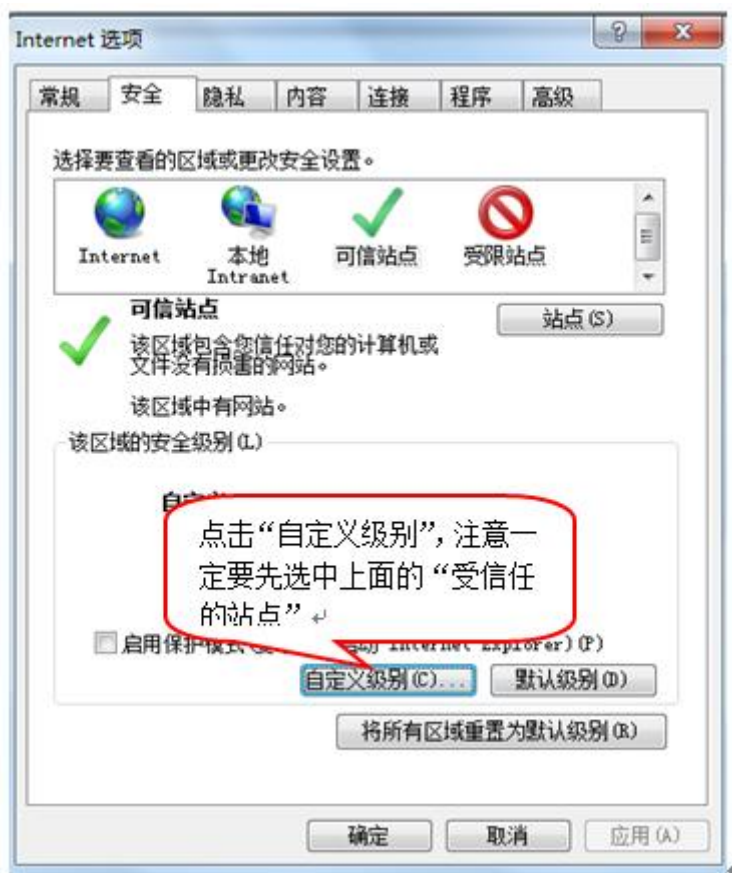 Internet 选项
常规 安全 隐私 内容 连接 程序 高级
选择要查看的区域或更改安全设置。
Internet 本地 可信站点 受限站点
Intranet
可信站点
站点(S)
该区域包含您信任对您的计算机或
文件没有损害的网站。
该区域中有网站。
该区域的安全级别(L)
点击“自定义级别”，注意一
定要先选中上面的“受信任
的站点”
启用保护模式 Internet Explorer)(P)
自定义级别(C)... 默认级别(D)
将所有区域重置为默认级别(R)
确定 取消 应用(A)